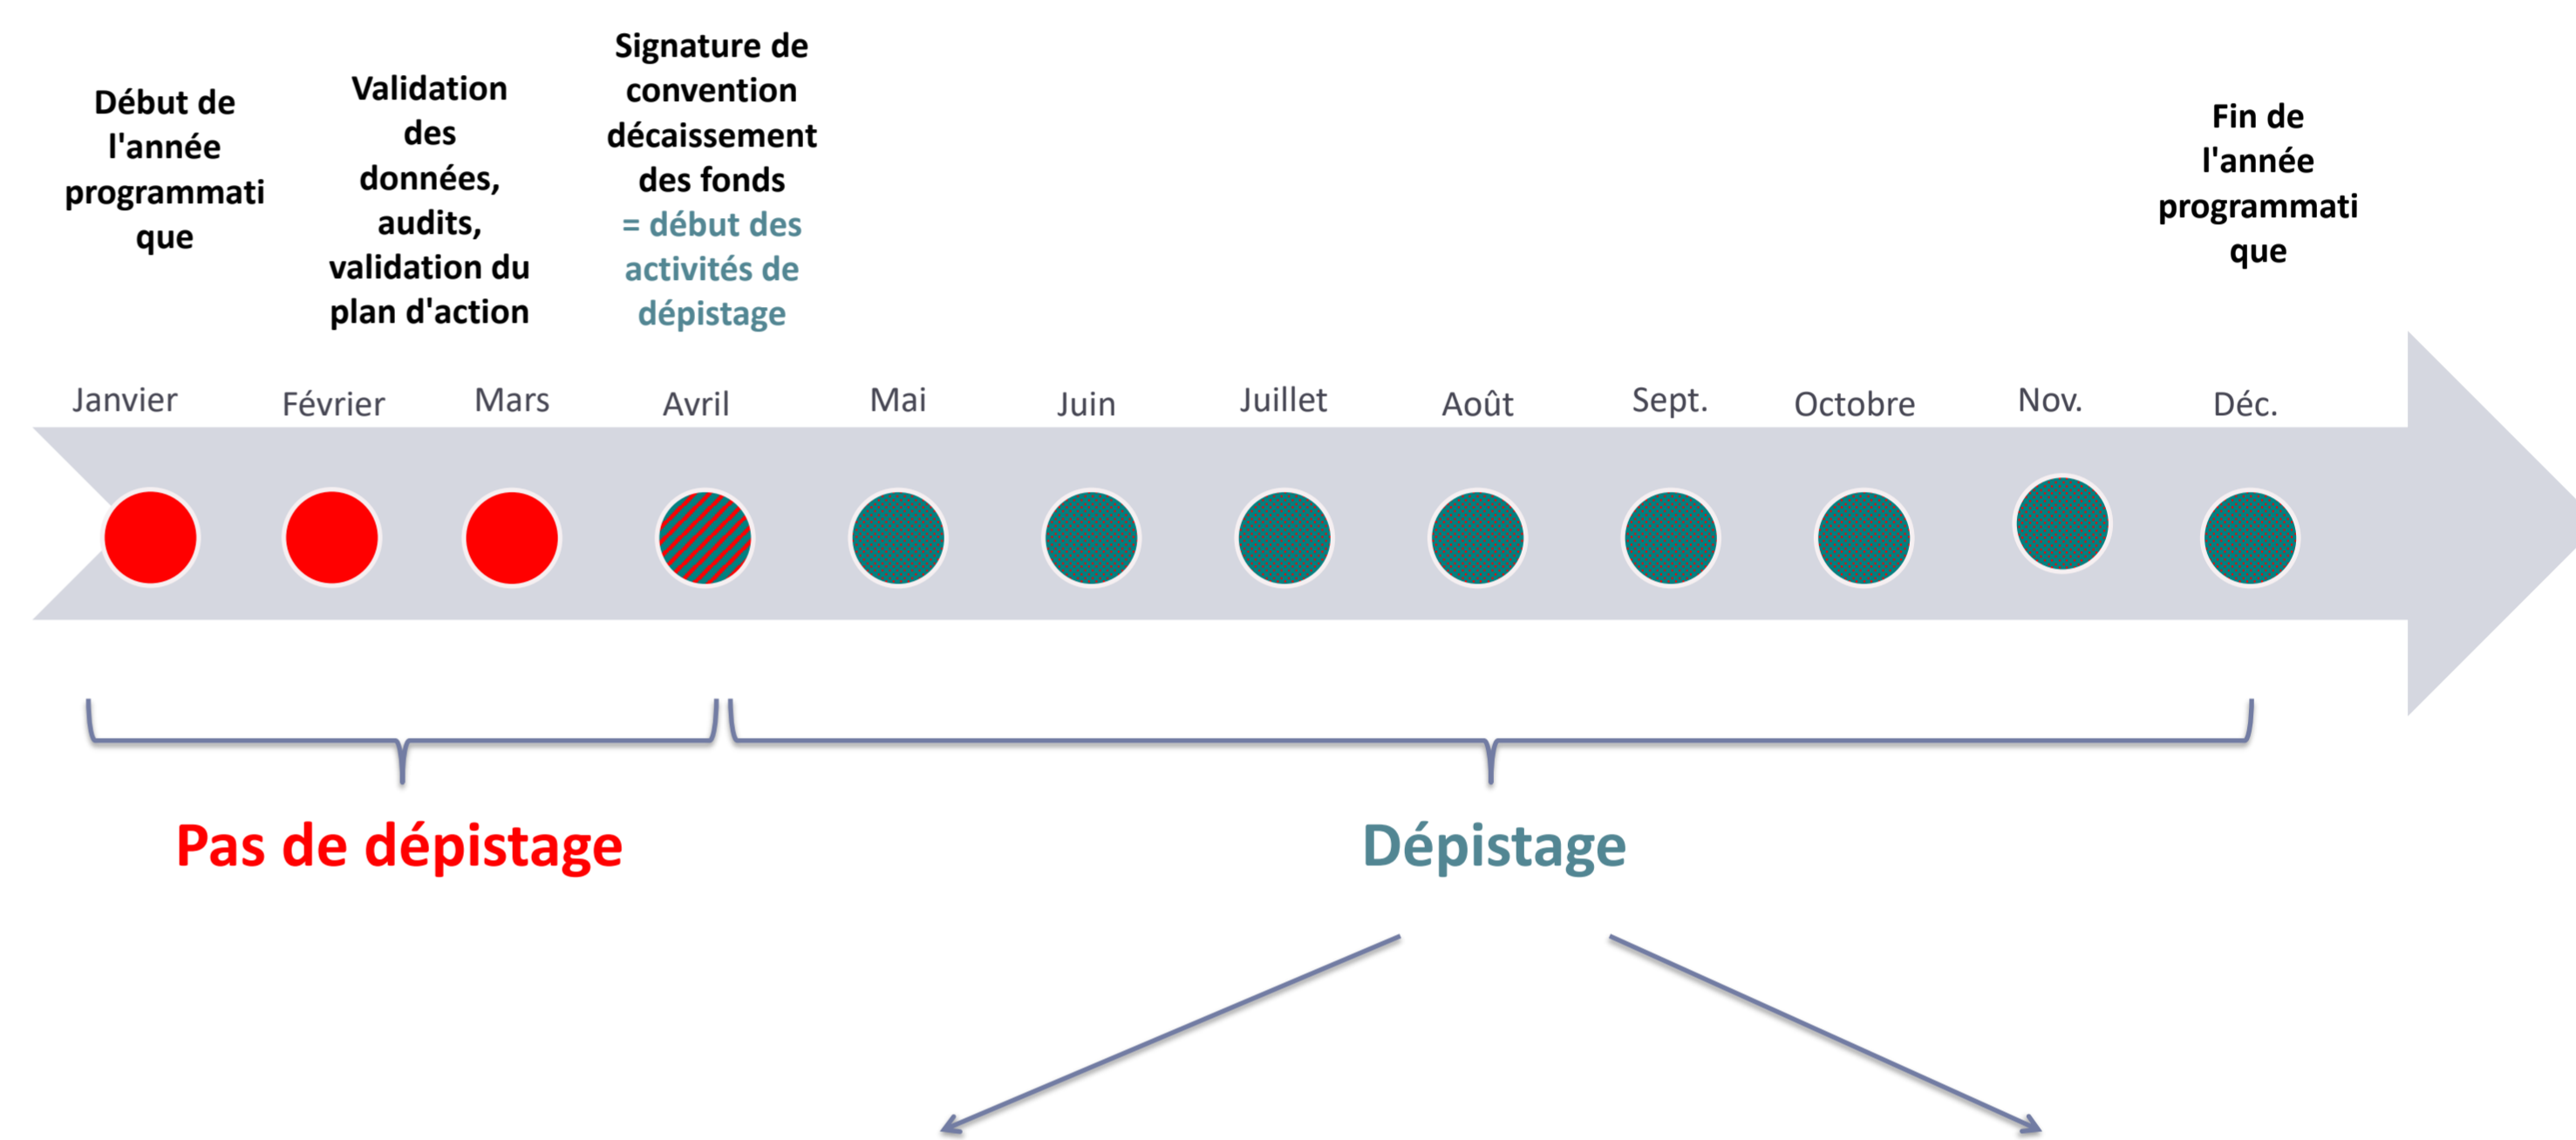 Début de
l'année
programmati
que
Validation
des
données,
audits,
validation du
plan d'action
Signature de
convention
décaissement
des fonds
= début des
activités de
dépistage
Fin de
l'année
programmati
que
Janvier
Février
Mars
Avril
Mai
Juin
Juillet
Août
Sept.
Octobre
Nov.
Déc.
Pas de dépistage
Dépistage